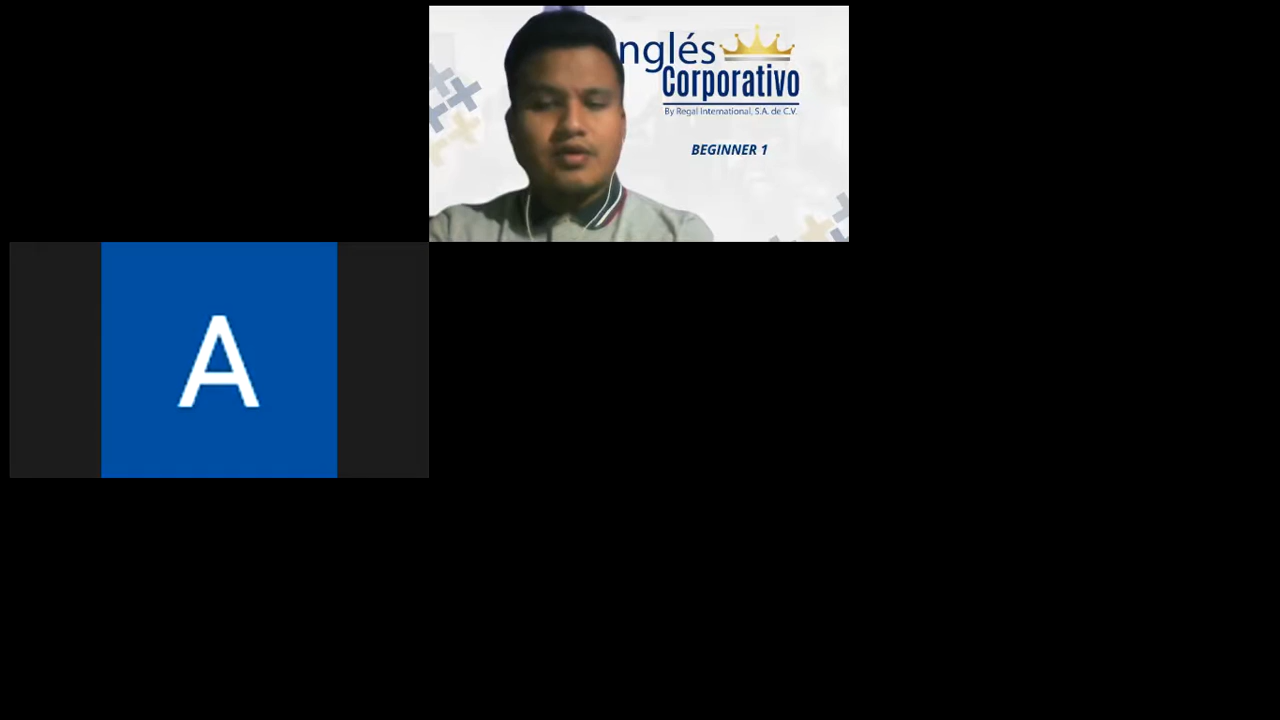 nglés
Corporativo
By Regal International, S.A. de C.V.
BEGINNER 1
A